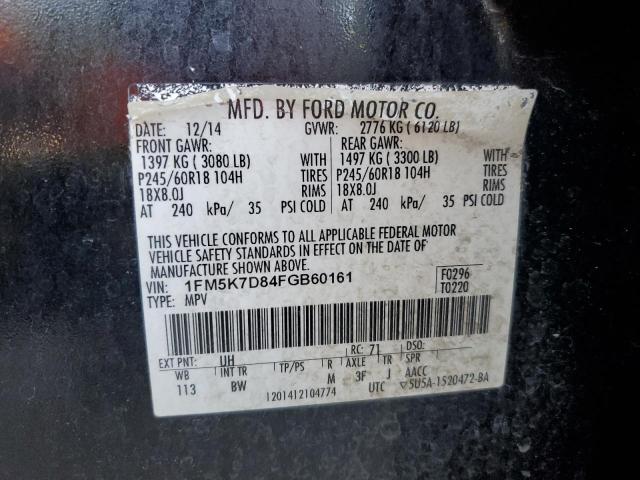 MFD. BY FORD MOTOR CO.
DATE: 12/14 GVWR: 2776 KG ( 6120 LB)
FRONT GAWR: REAR GAWR:
1397 KG ( 3080 LB) WITH 1497 KG ( 3300 LB) WITH
P245/60R18 104H TIRES P245/60R18 104H TIRES
18X8.0J RIMS 18X8.0J RIMS
AT 240 kPa/ 35 PSI COLD AT 240 kPa/ 35 PSI COLD
THIS VEHICLE CONFORMS TO ALL APPLICABLE FEDERAL MOTOR
VEHICLE SAFETY STANDARDS IN EFFECT ON THE DATE OF
MANUFACTURE SHOWN ABOVE.
VIN: 1FM5K7D84FGB60161 F0296
TYPE: MPV T0220
EXT PNT: UH RC: 71 DSO:
WB INT TR TP/PS R AXLE TR SPR
113 BW M 3F J AACC
1201412104774 UTC ▽5U5A-1520472-BA